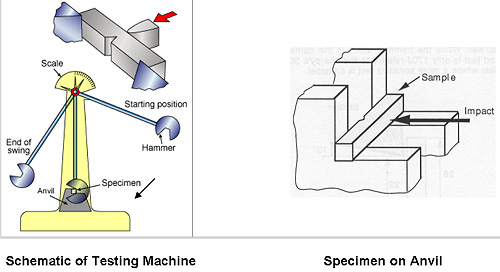 Scale
Starting position
End of
swing
Hammer
Specimen
Anvil
Sample
Impact
Schematic of Testing Machine
Specimen on Anvil